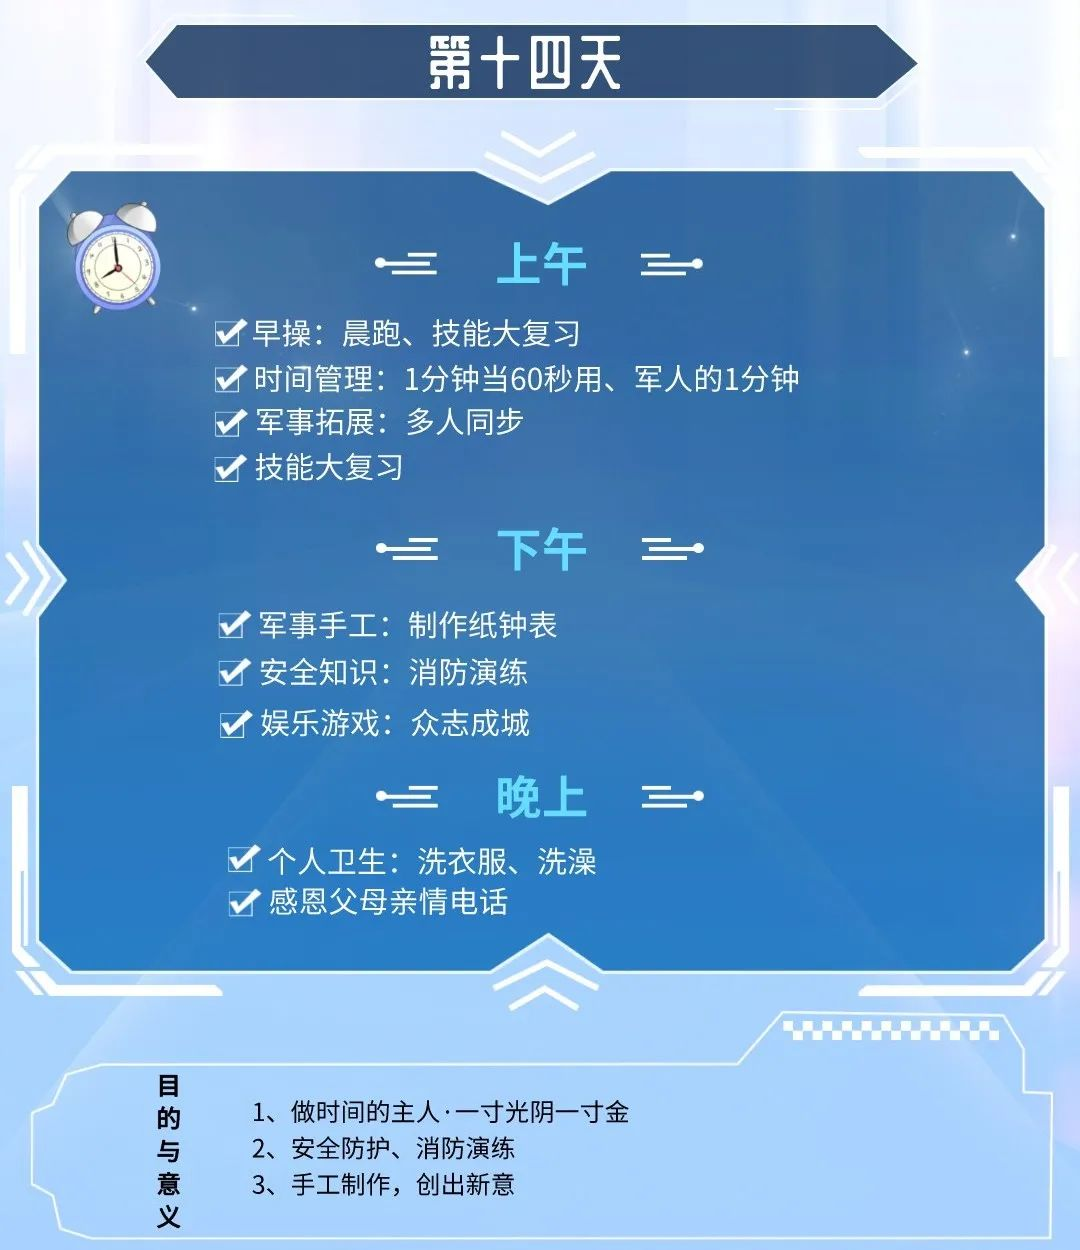 第十四天
上午
早操：晨跑、技能大复习
时间管理：1分钟当60秒用、军人的1分钟
军事拓展：多人同步
技能大复习
下午
军事手工：制作纸钟表
安全知识：消防演练
娱乐游戏：众志成城
晚上
个人卫生：洗衣服、洗澡
感恩父母亲情电话
目的与意义
1、做时间的主人·一寸光阴一寸金
2、安全防护、消防演练
3、手工制作，创出新意